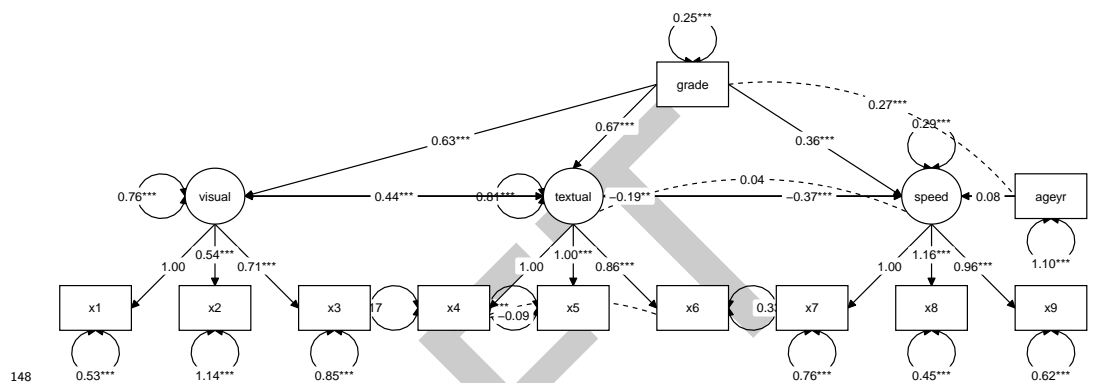 0.25***
grade
0.27***
0.29***
0.67***
0.63***
0.36***
0.04
0.76***
visual
0.44***
0.81***
textual
−0.19**
−0.37***
speed
0.08
ageyr
0.54***
1.00***
1.16***
1.00
0.71***
1.00
0.86***
1.00
0.96***
1.10***
x1
x2
x3
17
x4
***
−0.09
x5
x6
0.33
x7
x8
x9
0.53***
1.14***
0.85***
0.76***
0.45***
0.62***
148